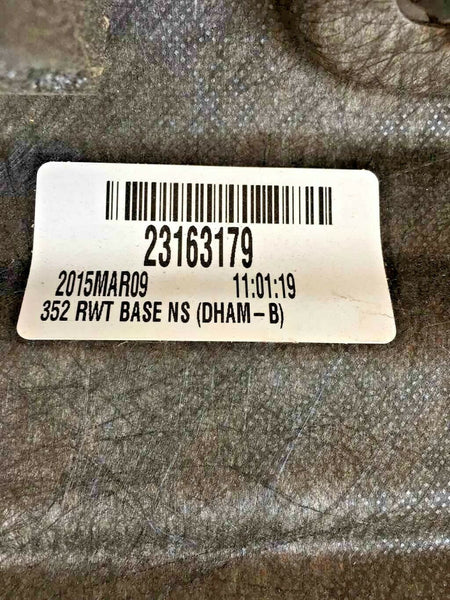 23163179
2015MAR09 11:01:19
352 RWT BASE NS (DHAM-B)